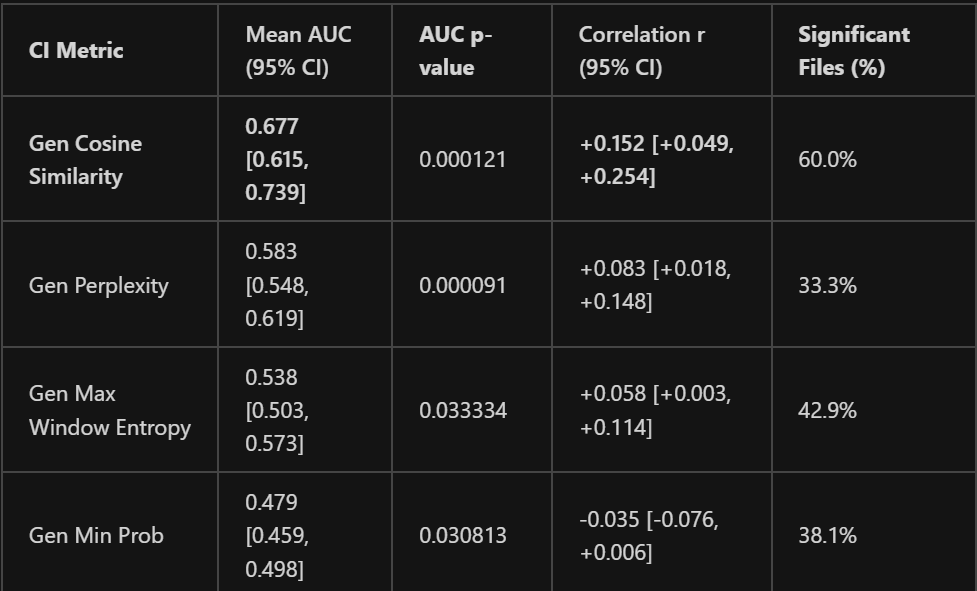 CI Metric
Mean AUC
(95% CI)
AUC p-
value
Correlation r
(95% CI)
Significant
Files (%)
Gen Cosine
Similarity
0.677
[0.615,
0.739]
0.000121
+0.152 [+0.049,
+0.254]
60.0%
Gen Perplexity
0.583
[0.548,
0.619]
0.000091
+0.083 [+0.018,
+0.148]
33.3%
Gen Max
Window Entropy
0.538
[0.503,
0.573]
0.033334
+0.058 [+0.003,
+0.114]
42.9%
Gen Min Prob
0.479
[0.459,
0.498]
0.030813
-0.035 [-0.076,
+0.006]
38.1%